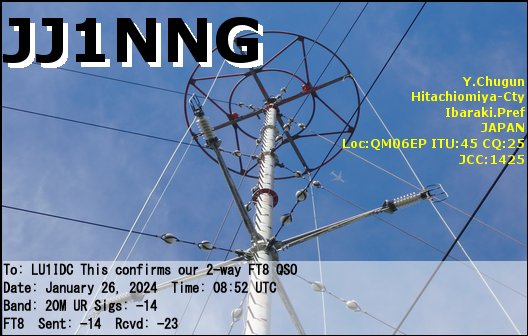 JJ1NNG
Y.Chugun
Hitachiomiya-Cty
Ibaraki.Pref
JAPAN
Loc:QM06EP ITU:45 CQ:25
JCC:1425
To: LU1IDC This confirms our 2-way FT8 QSO
Date: January 26, 2024 Time: 08:52 UTC
Band: 20M UR Sigs: -14
FT8 Sent: -14 Rcvd: -23